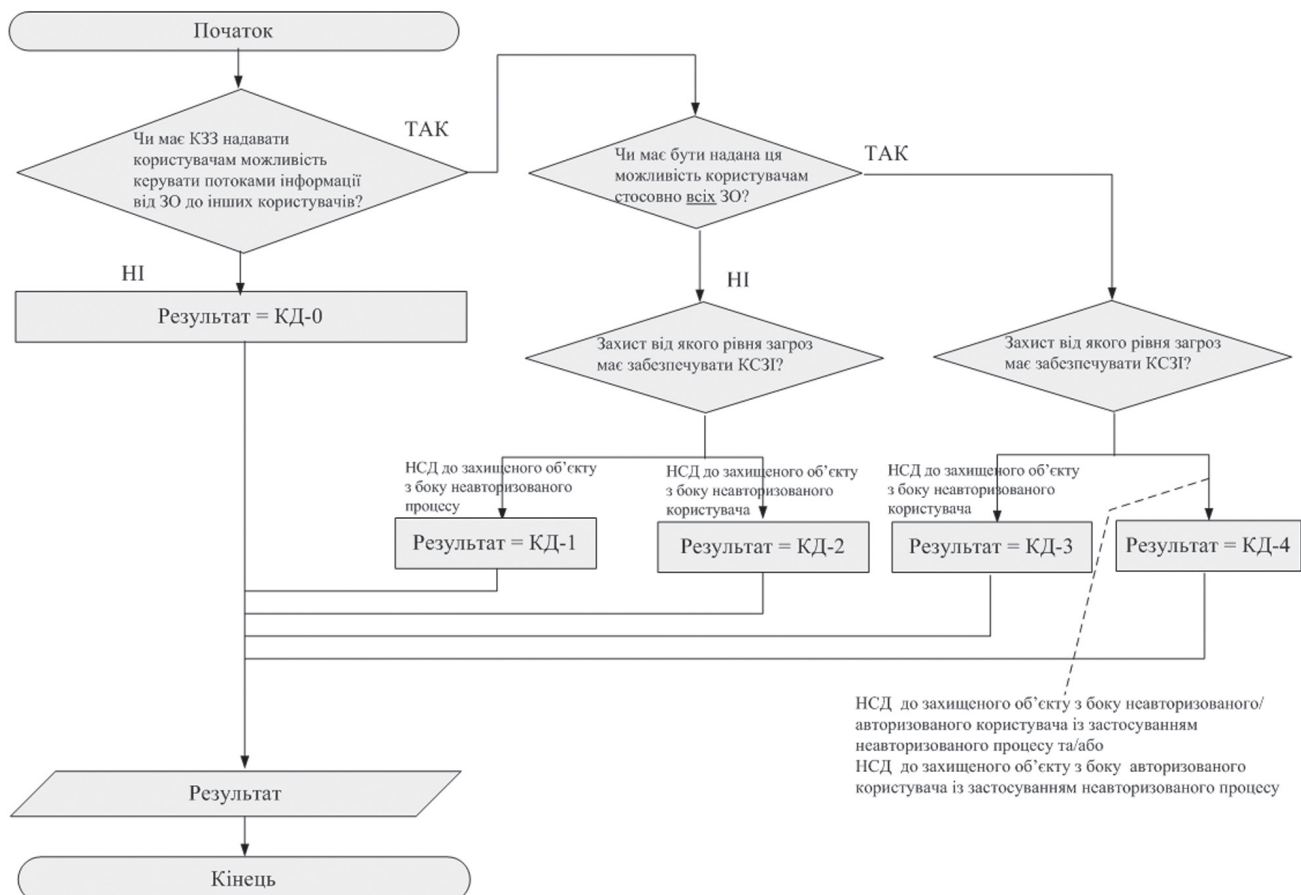 Початок
Чи має КЗЗ надавати
користувачам можливість
керувати потоками інформації
від ЗО до інших користувачів?
ТАК
НІ
Результат = КД-0
Чи має бути надана ця
можливість користувачам
стосовно всіх ЗО?
ТАК
НІ
Захист від якого рівня загроз
має забезпечувати КСЗІ?
Захист від якого рівня загроз
має забезпечувати КСЗІ?
НСД до захищеного об’єкту
з боку неавторизованого
процесу
Результат = КД-1
НСД до захищеного об’єкту
з боку неавторизованого
користувача
Результат = КД-2
НСД до захищеного об’єкту
з боку неавторизованого
користувача
Результат = КД-3
Результат = КД-4
НСД до захищеного об’єкту з боку неавторизованого/
авторизованого користувача із застосуванням
неавторизованого процесу та/або
НСД до захищеного об’єкту з боку авторизованого
користувача із застосуванням неавторизованого процесу
Результат
Кінець